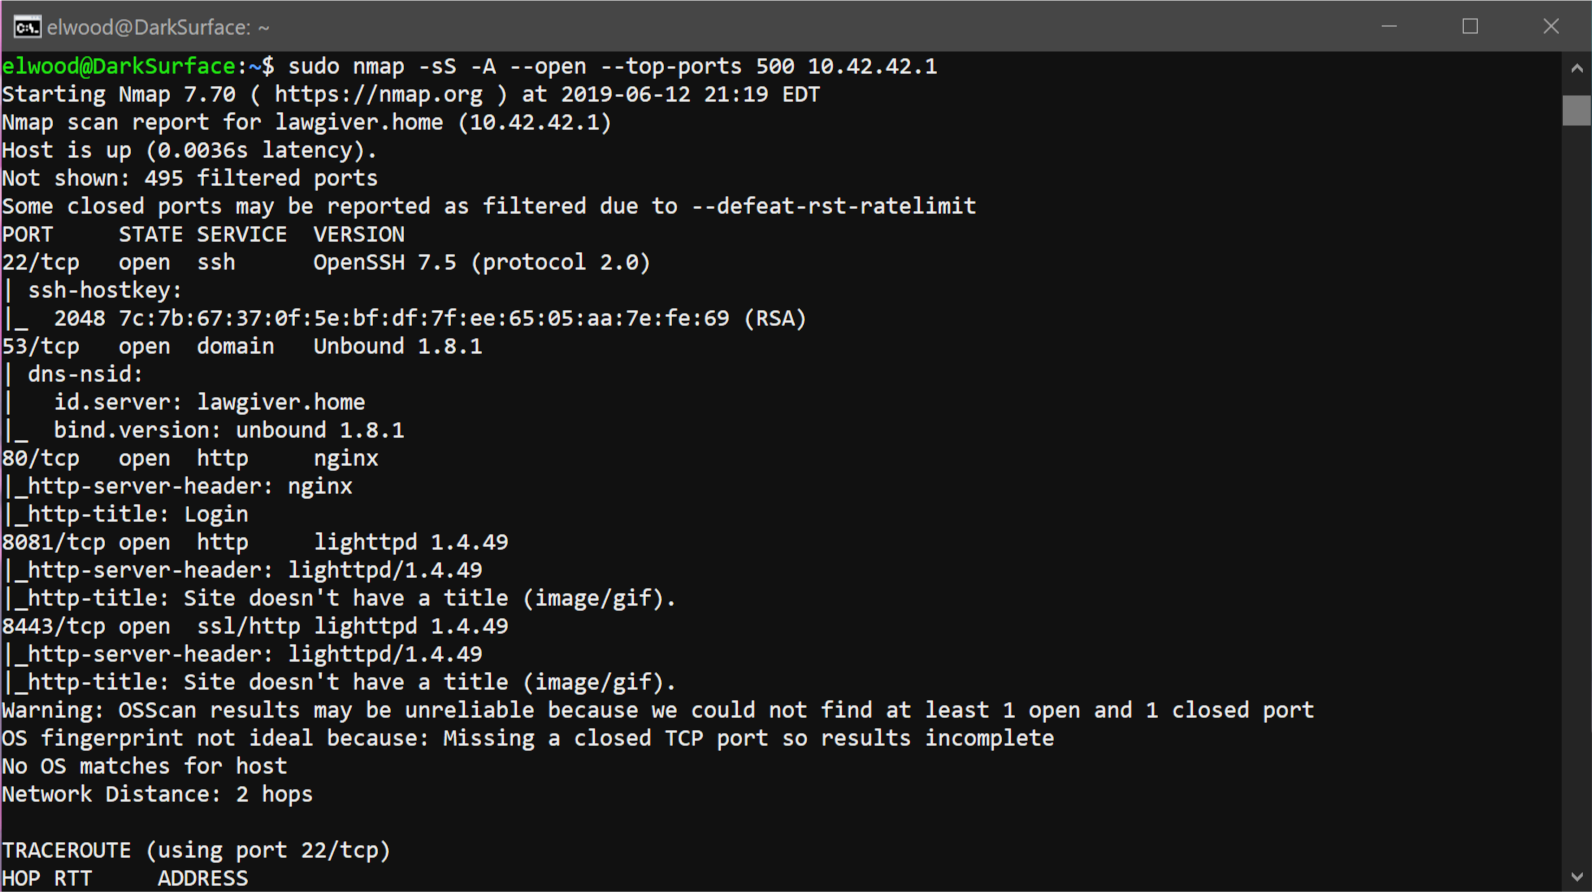 elwood@DarkSurface: ~
elwood@DarkSurface:~$ sudo nmap -sS -A --open --top-ports 500 10.42.42.1
Starting Nmap 7.70 ( https://nmap.org ) at 2019-06-12 21:19 EDT
Nmap scan report for lawgiver.home (10.42.42.1)
Host is up (0.0036s latency).
Not shown: 495 filtered ports
Some closed ports may be reported as filtered due to --defeat-rst-ratelimit
PORT     STATE SERVICE  VERSION
22/tcp   open  ssh      OpenSSH 7.5 (protocol 2.0)
| ssh-hostkey:
|_  2048 7c:7b:67:37:0f:5e:bf:df:7f:ee:65:05:aa:7e:fe:69 (RSA)
53/tcp   open  domain   Unbound 1.8.1
| dns-nsid:
|   id.server: lawgiver.home
|_  bind.version: unbound 1.8.1
80/tcp   open  http     nginx
|_http-server-header: nginx
|_http-title: Login
8081/tcp open  http     lighttpd 1.4.49
|_http-server-header: lighttpd/1.4.49
|_http-title: Site doesn't have a title (image/gif).
8443/tcp open  ssl/http lighttpd 1.4.49
|_http-server-header: lighttpd/1.4.49
|_http-title: Site doesn't have a title (image/gif).
Warning: OSScan results may be unreliable because we could not find at least 1 open and 1 closed port
OS fingerprint not ideal because: Missing a closed TCP port so results incomplete
No OS matches for host
Network Distance: 2 hops
TRACEROUTE (using port 22/tcp)
HOP RTT     ADDRESS